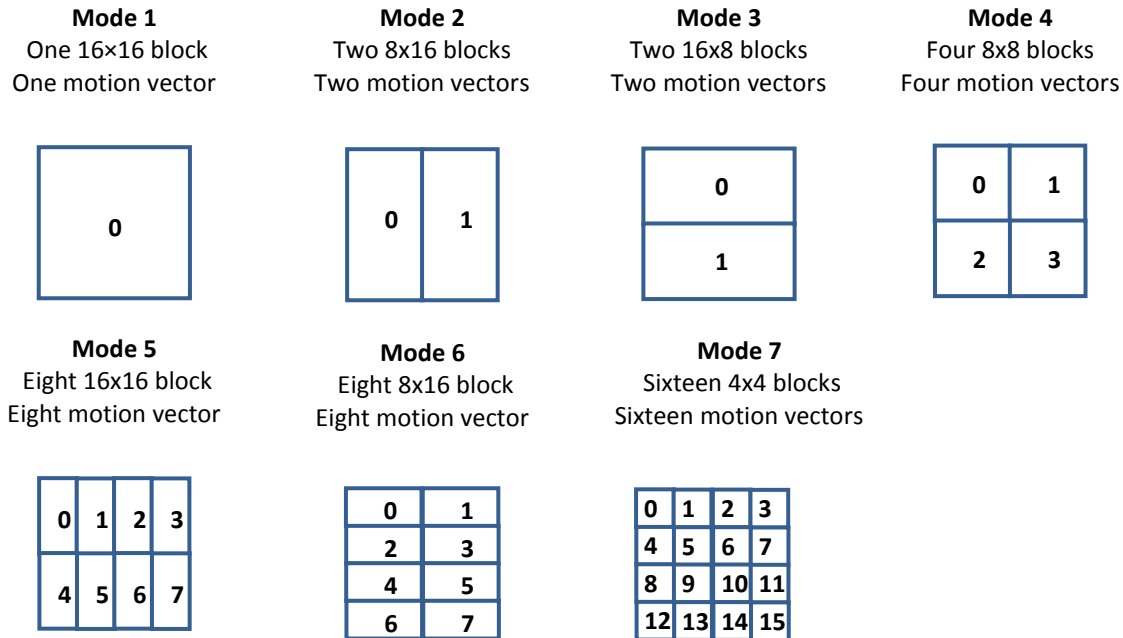 Mode 1
One 16×16 block
One motion vector
Mode 2
Two 8x16 blocks
Two motion vectors
Mode 3
Two 16x8 blocks
Two motion vectors
Mode 4
Four 8x8 blocks
Four motion vectors
0
0 1
0
1
0 1
2 3
Mode 5
Eight 16x16 block
Eight motion vector
Mode 6
Eight 8x16 block
Eight motion vector
Mode 7
Sixteen 4x4 blocks
Sixteen motion vectors
0 1 2 3
4 5 6 7
0 1
2 3
4 5
6 7
0 1 2 3
4 5 6 7
8 9 10 11
12 13 14 15